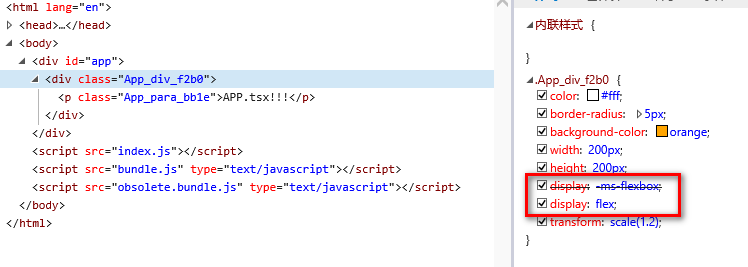 <html lang="en">
<head>...</head>
<body>
<div id="app">
<div class="App_div_f2b0">
<p class="App_para_bb1e">APP.tsx!!!</p>
</div>
</div>
<script src="index.js"></script>
<script src="bundle.js" type="text/javascript"></script>
<script src="obsolete.bundle.js" type="text/javascript"></script>
</body>
</html>
内联样式 {
}
.App_div_f2b0 {
color: #fff;
border-radius: 5px;
background-color: orange;
width: 200px;
height: 200px;
display: -ms-flexbox;
display: flex;
transform: scale(1.2);
}